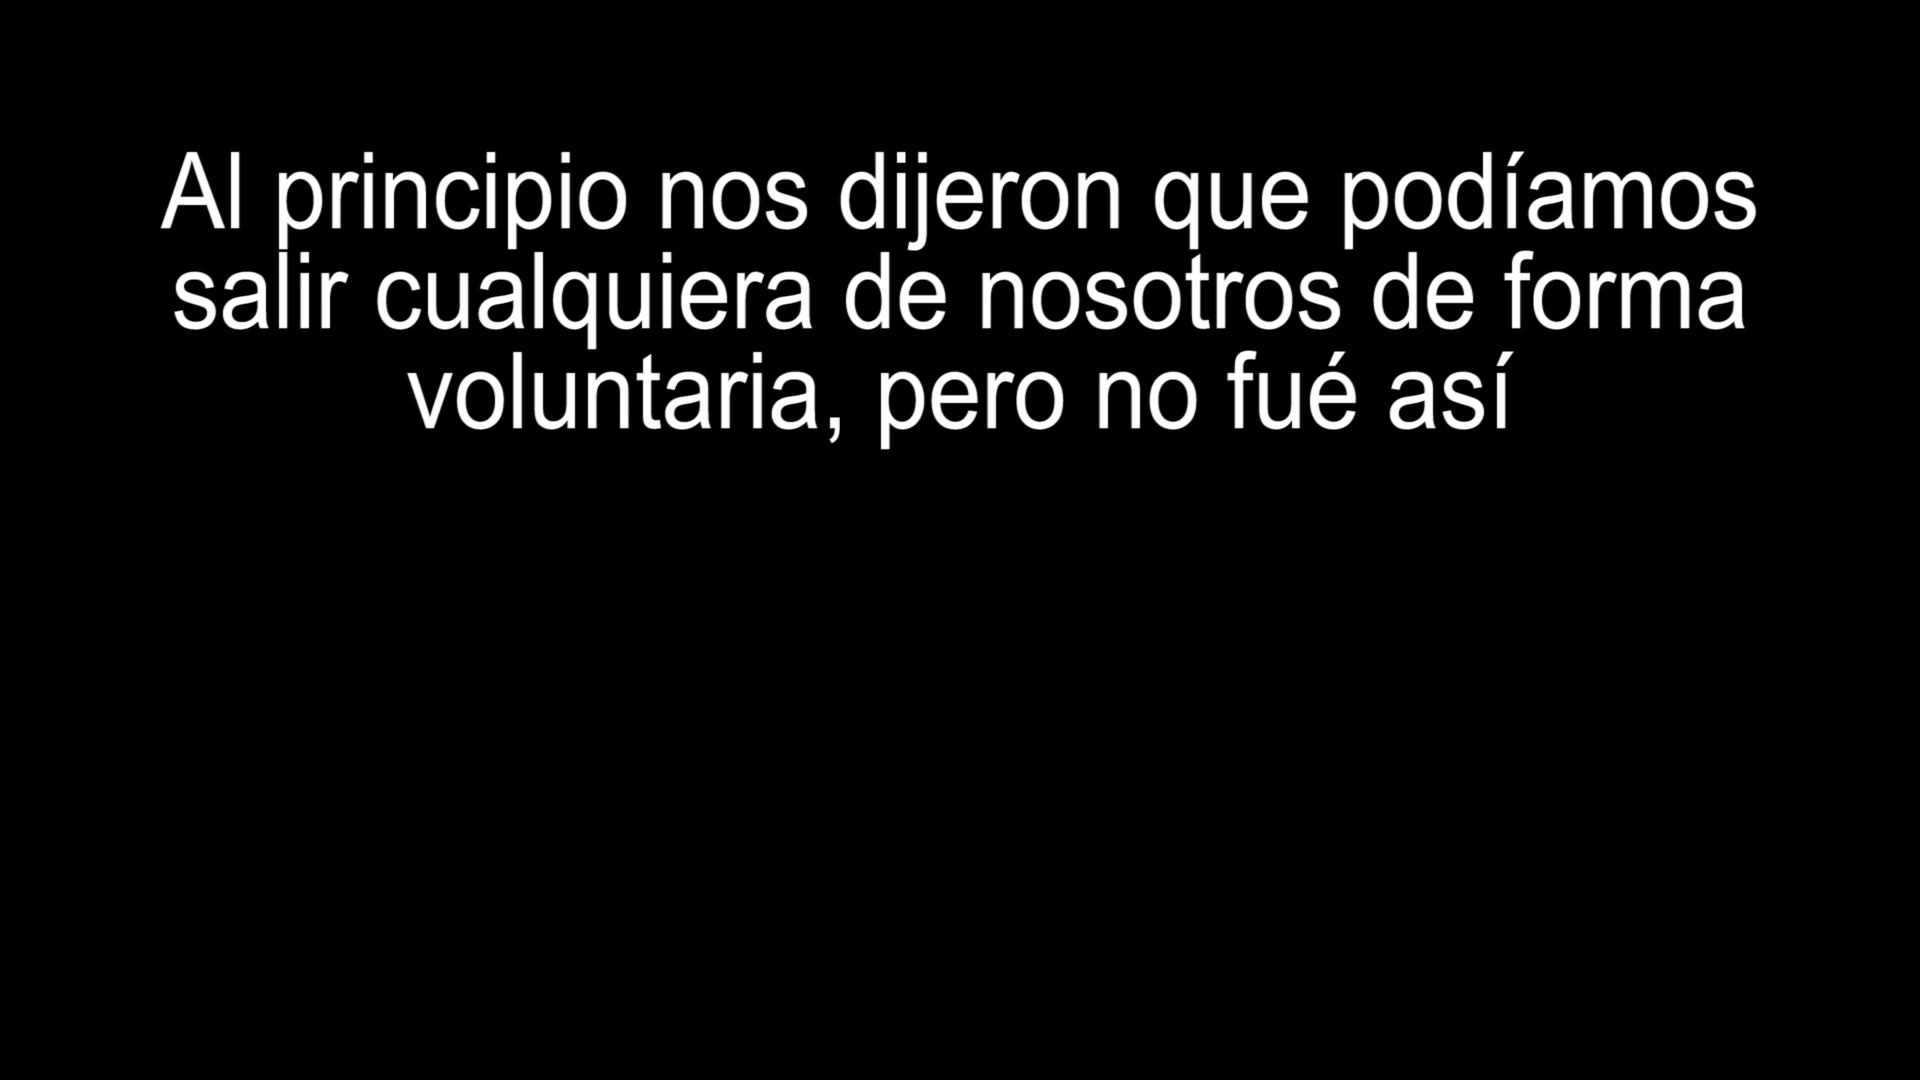 Al principio nos dijeron que podíamos
salir cualquiera de nosotros de forma
voluntaria, pero no fué así